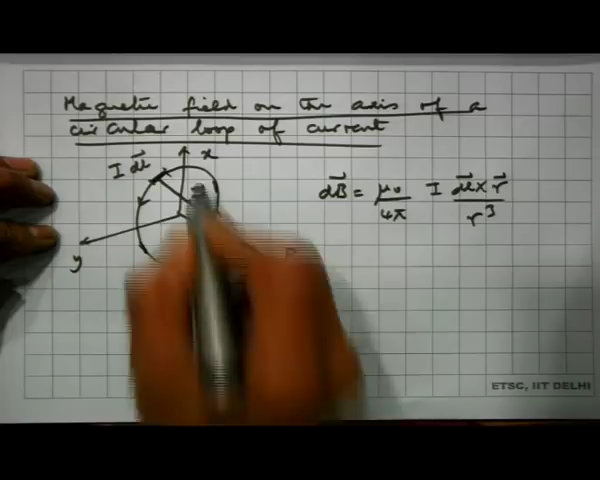 Magnetic field on the axis of a
circular loop of current
x
I d𝑙⃗
dB⃗ = μ₀/4π I d𝑙⃗ × r⃗ / r³
y
P
ETSC, IIT DELHI